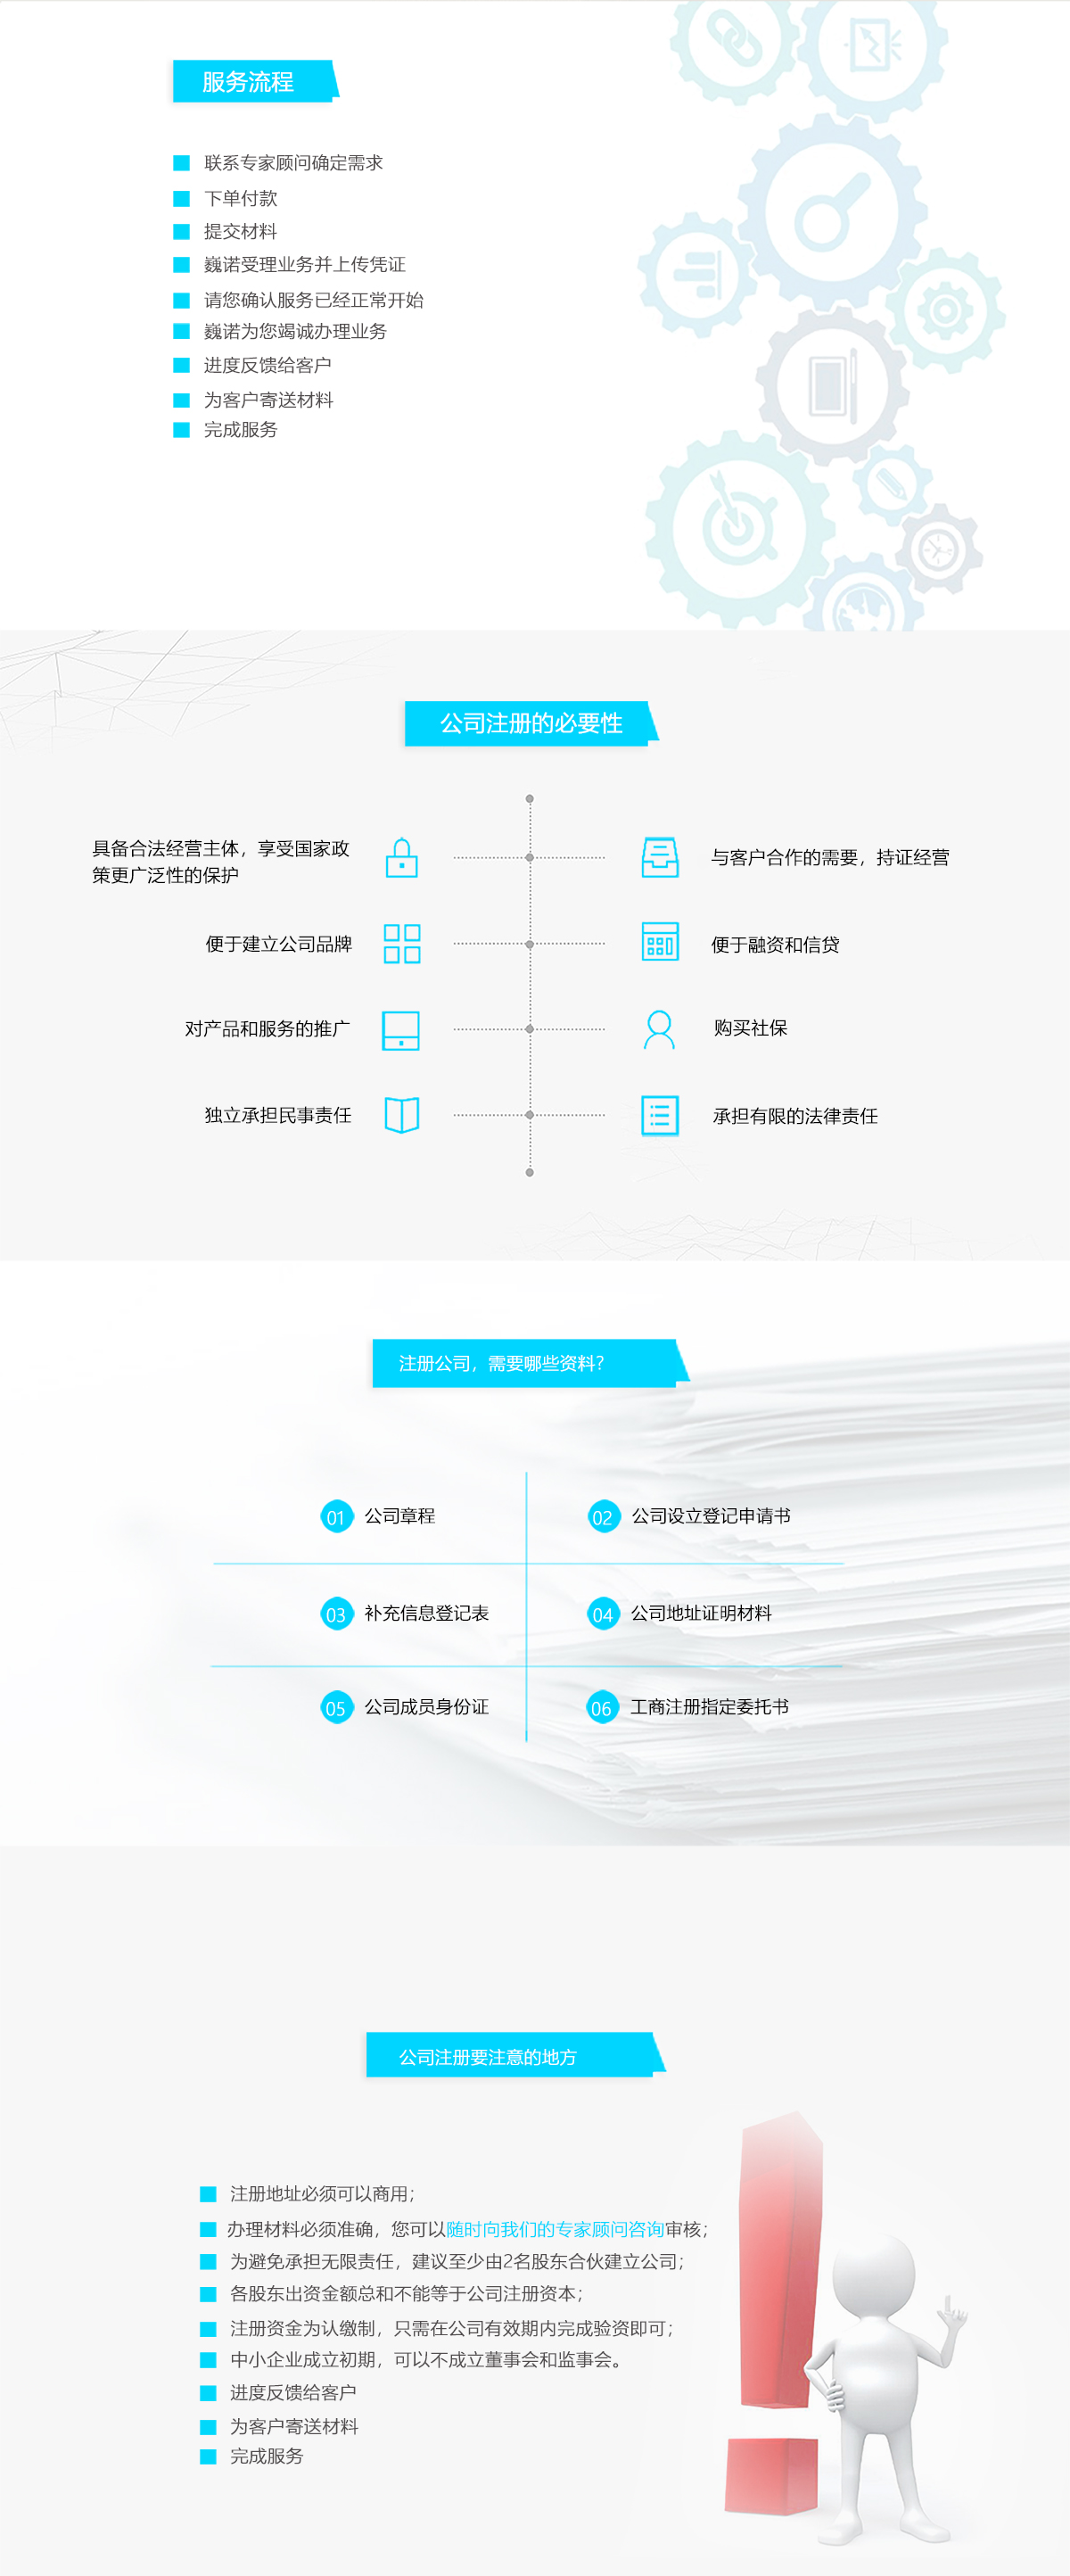 服务流程
联系专家顾问确定需求
下单付款
提交材料
巍诺受理业务并上传凭证
请您确认服务已经正常开始
巍诺为您竭诚办理业务
进度反馈给客户
为客户寄送材料
完成服务
公司注册的必要性
具备合法经营主体，享受国家政
策更广泛性的保护
与客户合作的需要，持证经营
便于建立公司品牌
便于融资和信贷
对产品和服务的推广
购买社保
独立承担民事责任
承担有限的法律责任
注册公司，需要哪些资料？
01 公司章程
02 公司设立登记申请书
03 补充信息登记表
04 公司地址证明材料
05 公司成员身份证
06 工商注册指定委托书
公司注册要注意的地方
注册地址必须可以商用；
办理材料必须准确，您可以随时向我们的专家顾问咨询审核；
为避免承担无限责任，建议至少由2名股东合伙建立公司；
各股东出资金额总和不能等于公司注册资本；
注册资金为认缴制，只需在公司有效期内完成验资即可；
中小企业成立初期，可以不成立董事会和监事会。
进度反馈给客户
为客户寄送材料
完成服务